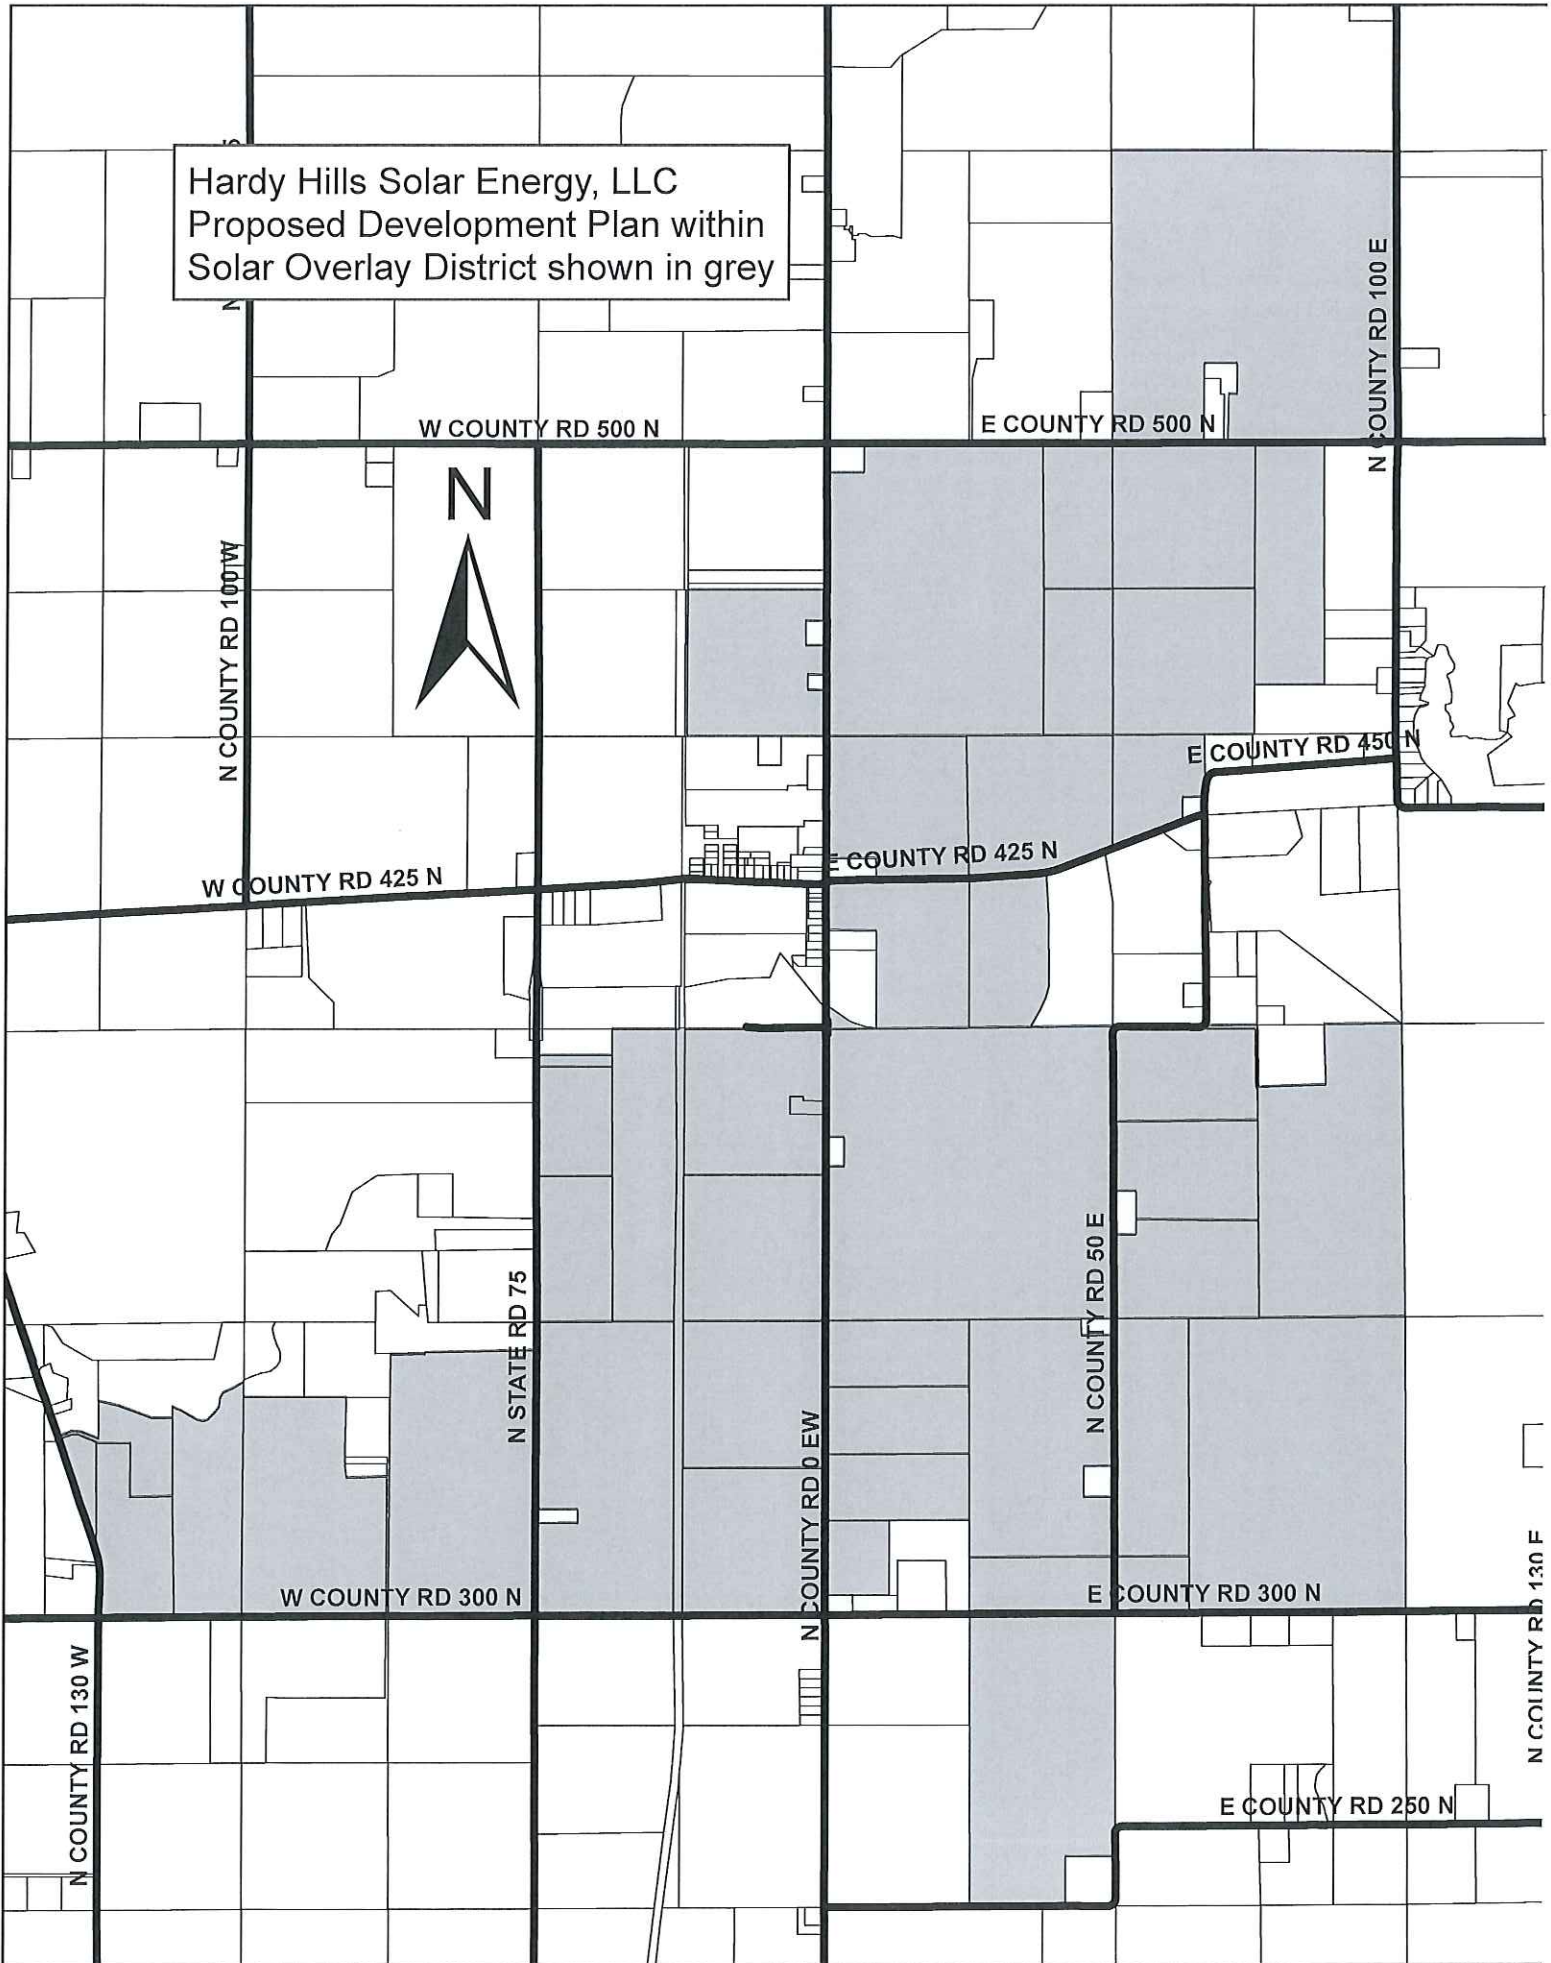 Hardy Hills Solar Energy, LLC
Proposed Development Plan within
Solar Overlay District shown in grey
N COUNTY RD 100 E
W COUNTY RD 500 N
E COUNTY RD 500 N
N
N COUNTY RD 100 W
E COUNTY RD 450 N
E COUNTY RD 425 N
W COUNTY RD 425 N
N COUNTY RD 50 E
N STATE RD 75
N COUNTY RD 0 EW
W COUNTY RD 300 N
E COUNTY RD 300 N
N COUNTY RD 130 W
N COUNTY RD 130 E
E COUNTY RD 250 N